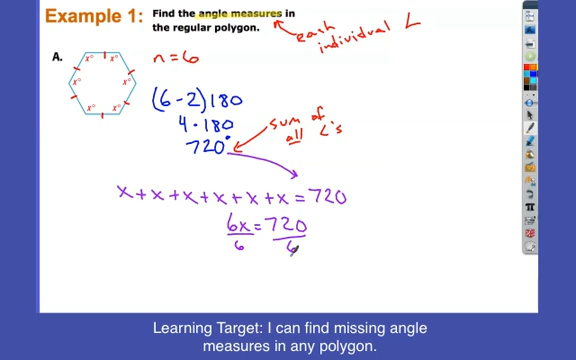 Example 1: Find the angle measures in
the regular polygon.
each
individual ∠
A.
n = 6
x° x°
x° x°
x° x°
(6 - 2) 180
4 · 180
720°
sum of
all ∠'s
x + x + x + x + x + x = 720
6x = 720
6 6
Learning Target: I can find missing angle
measures in any polygon.